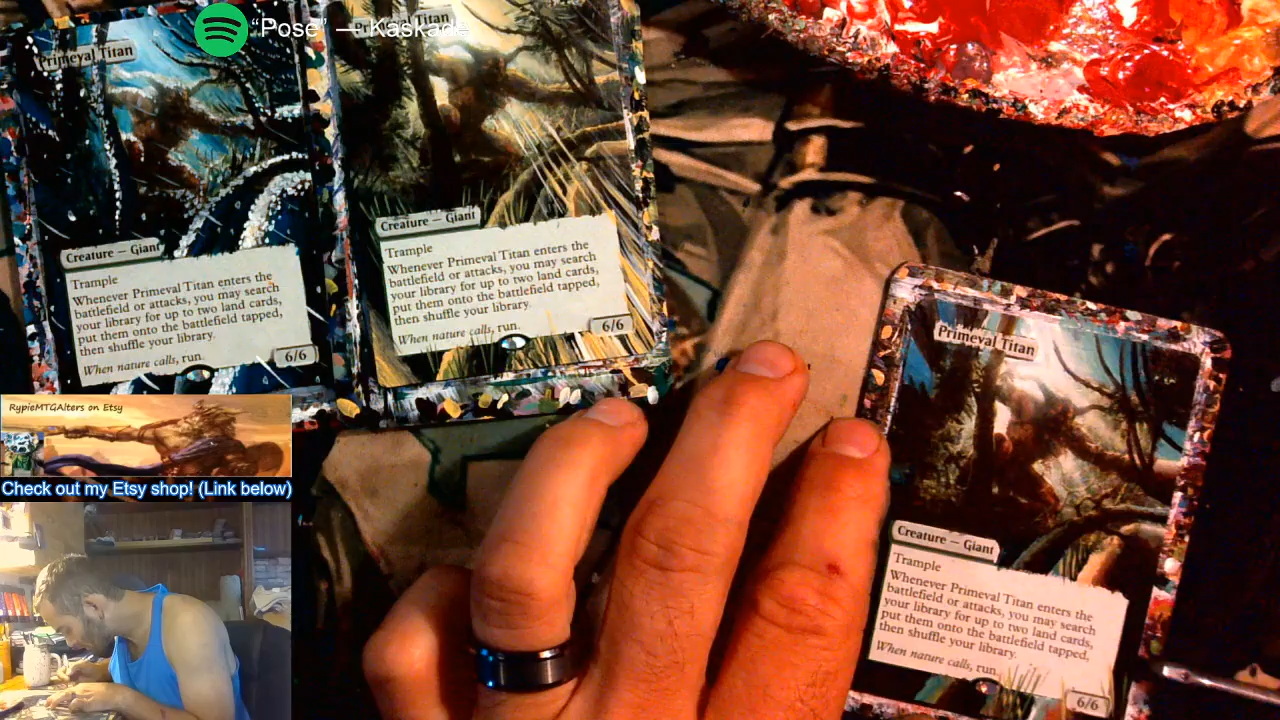 "Pose" — Kaskade
Primeval Titan
Creature — Giant
Trample
Whenever Primeval Titan enters the
battlefield or attacks, you may search
your library for up to two land cards,
put them onto the battlefield tapped,
then shuffle your library.
When nature calls, run.
6/6
Primeval Titan
Creature — Giant
Trample
Whenever Primeval Titan enters the
battlefield or attacks, you may search
your library for up to two land cards,
put them onto the battlefield tapped,
then shuffle your library.
When nature calls, run.
6/6
Primeval Titan
Creature — Giant
Trample
Whenever Primeval Titan enters the
battlefield or attacks, you may search
your library for up to two land cards,
put them onto the battlefield tapped,
then shuffle your library.
When nature calls, run
6/6
RypieMTGAlters on Etsy
Check out my Etsy shop! (Link below)